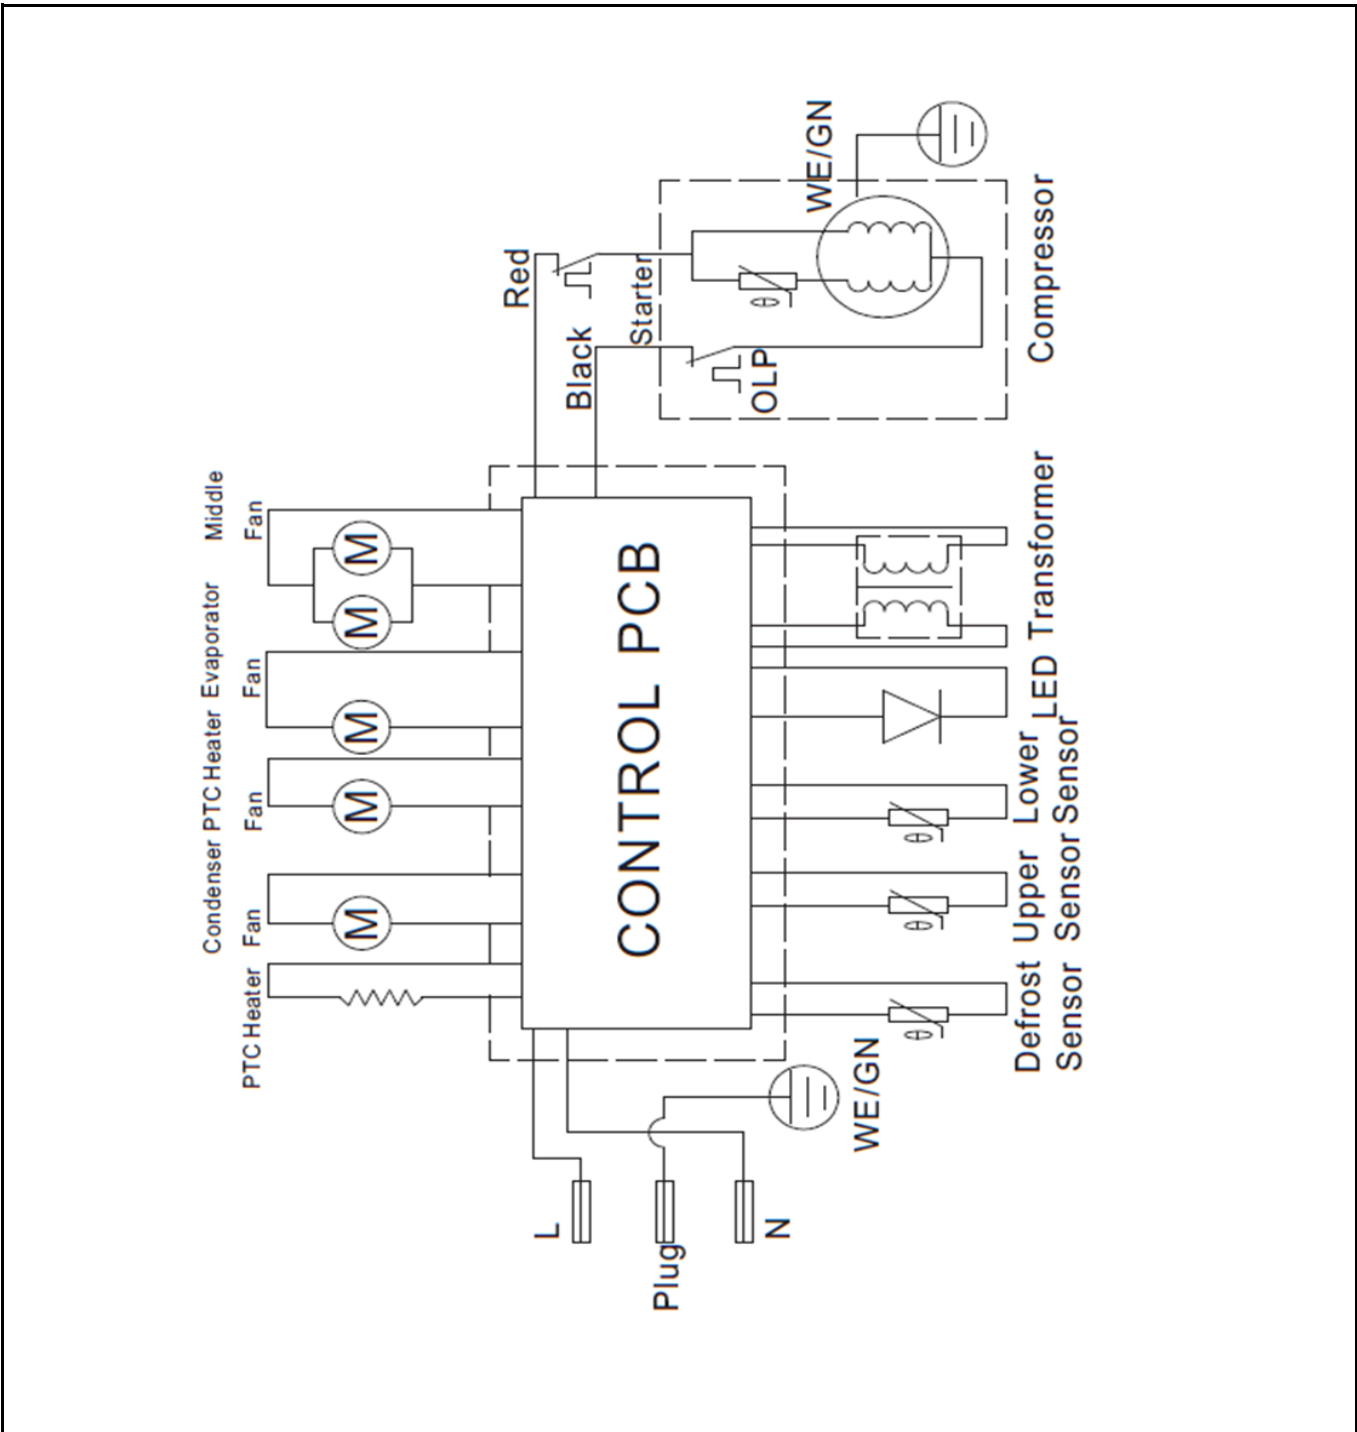 Condenser PTC Heater Evaporator Middle
PTC Heater Fan Fan Fan Fan
Red
L
Black
Starter
CONTROL PCB
Plug
OLP
N
WE/GN
WE/GN
Defrost Upper Lower LED Transformer Compressor
Sensor Sensor Sensor
M
M
M
M
M